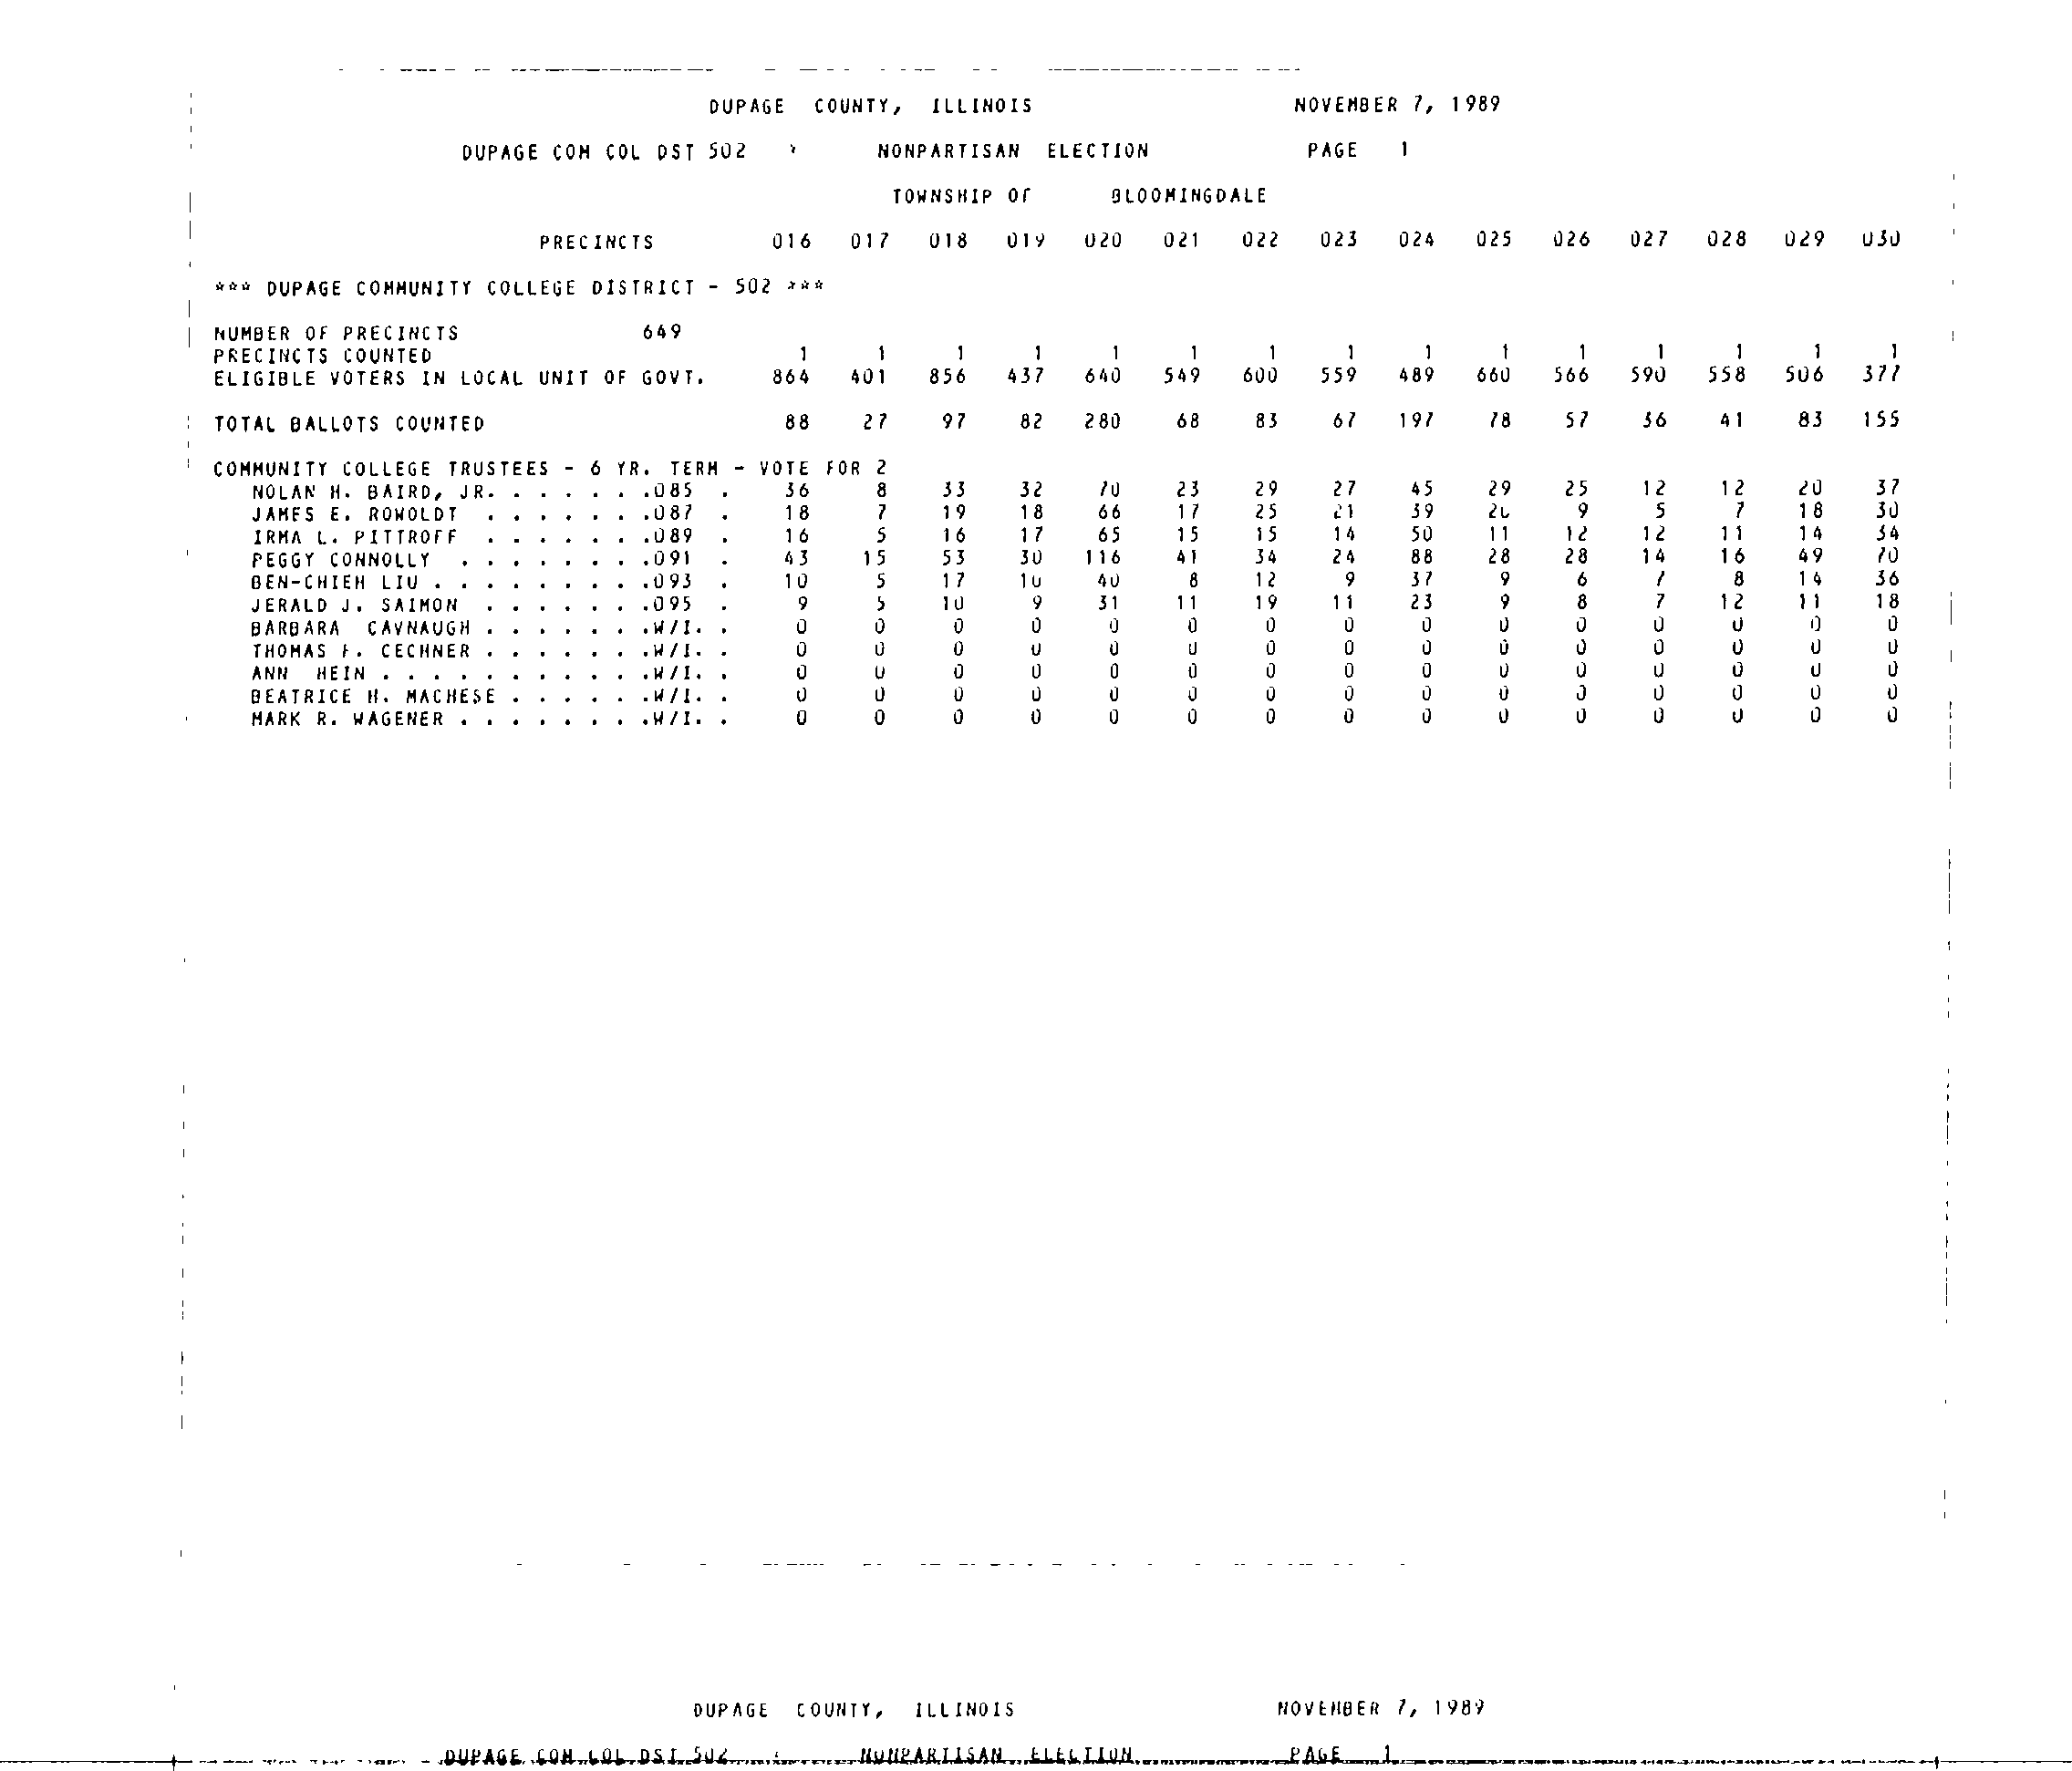 DUPAGE COUNTY, ILLINOIS NOVEMBER 7, 1989
DUPAGE COM COL DST 502 * NONPARTISAN ELECTION PAGE 1
TOWNSHIP OF BLOOMINGDALE
PRECINCTS 016 017 018 019 020 021 022 023 024 025 026 027 028 029 030
*** DUPAGE COMMUNITY COLLEGE DISTRICT - 502 ***
NUMBER OF PRECINCTS 649
PRECINCTS COUNTED 1 1 1 1 1 1 1 1 1 1 1 1 1 1 1
ELIGIBLE VOTERS IN LOCAL UNIT OF GOVT. 864 401 856 437 640 549 600 559 489 660 566 590 558 506 377
TOTAL BALLOTS COUNTED 88 27 97 82 280 68 83 67 197 78 57 36 41 83 155
COMMUNITY COLLEGE TRUSTEES - 6 YR. TERM - VOTE FOR 2
NOLAN H. BAIRD, JR. . . . . . .085 . 36 8 33 32 70 23 29 27 45 29 25 12 12 20 37
JAMES E. ROWOLDT . . . . . . .087 . 18 7 19 18 66 17 25 21 39 20 9 5 7 18 30
IRMA L. PITTROFF . . . . . . .089 . 16 5 16 17 65 15 15 14 50 11 12 12 11 14 34
PEGGY CONNOLLY . . . . . . . .091 . 43 15 53 30 116 41 34 24 88 28 28 14 16 49 70
BEN-CHIEH LIU . . . . . . . . .093 . 10 5 17 10 40 8 12 9 37 9 6 7 8 14 36
JERALD J. SAIMON . . . . . . .095 . 9 5 10 9 31 11 19 11 23 9 8 7 12 11 18
BARBARA CAVNAUGH . . . . . . .W/I. . 0 0 0 0 0 0 0 0 0 0 0 0 0 0 0
THOMAS F. CECHNER . . . . . . .W/I. . 0 0 0 0 0 0 0 0 0 0 0 0 0 0 0
ANN HEIN . . . . . . . . . . .W/I. . 0 0 0 0 0 0 0 0 0 0 0 0 0 0 0
BEATRICE H. MACHESE . . . . . .W/I. . 0 0 0 0 0 0 0 0 0 0 0 0 0 0 0
MARK R. WAGENER . . . . . . . .W/I. . 0 0 0 0 0 0 0 0 0 0 0 0 0 0 0
DUPAGE COUNTY, ILLINOIS NOVEMBER 7, 1989
DUPAGE COM COL DST 502 NONPARTISAN ELECTION PAGE 1